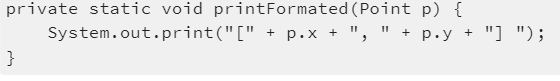 private static void printFormated(Point p) {
    System.out.print("[" + p.x + ", " + p.y + "] ");
}